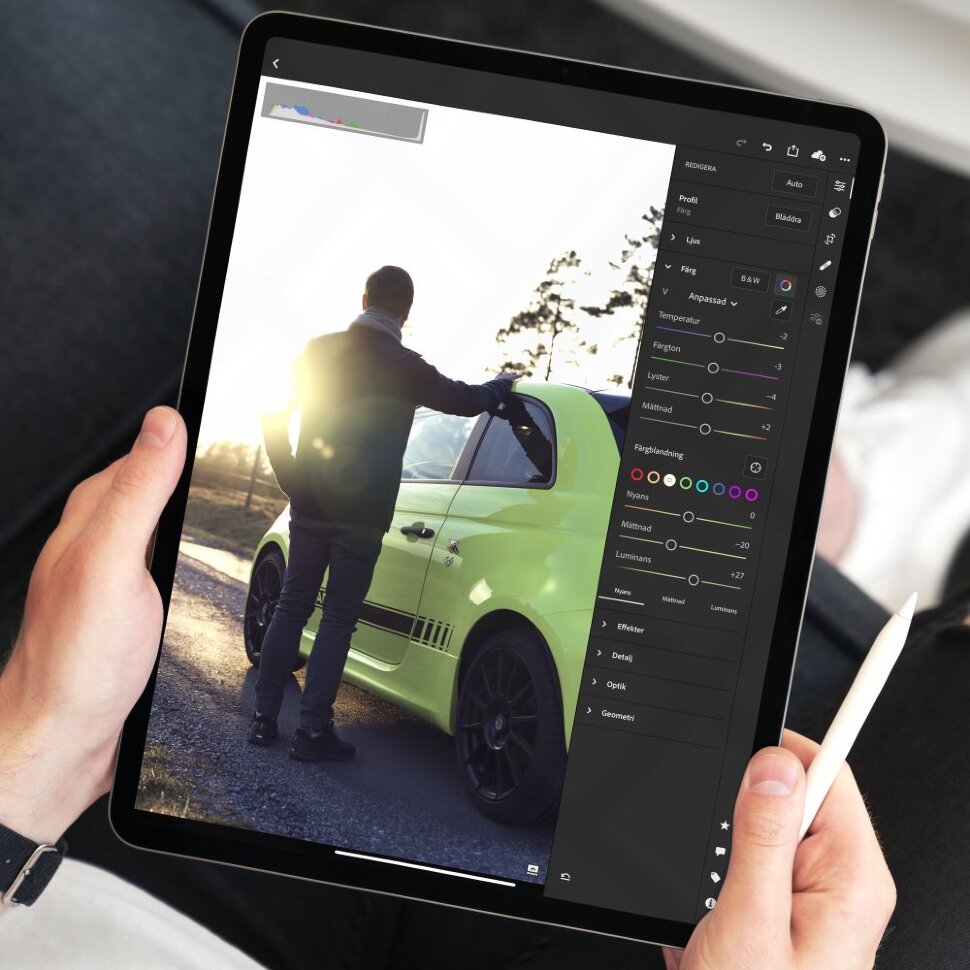 REDIGERA
Auto
Profil
Färg
Bläddra
Ljus
Färg
B & W
V
Anpassad
Temperatur
-2
Färgton
-3
Lyster
-4
Mättnad
+2
Färgblandning
Nyans
0
Mättnad
-20
Luminans
+27
Nyans Mättnad Luminans
Effekter
Detalj
Optik
Geometri